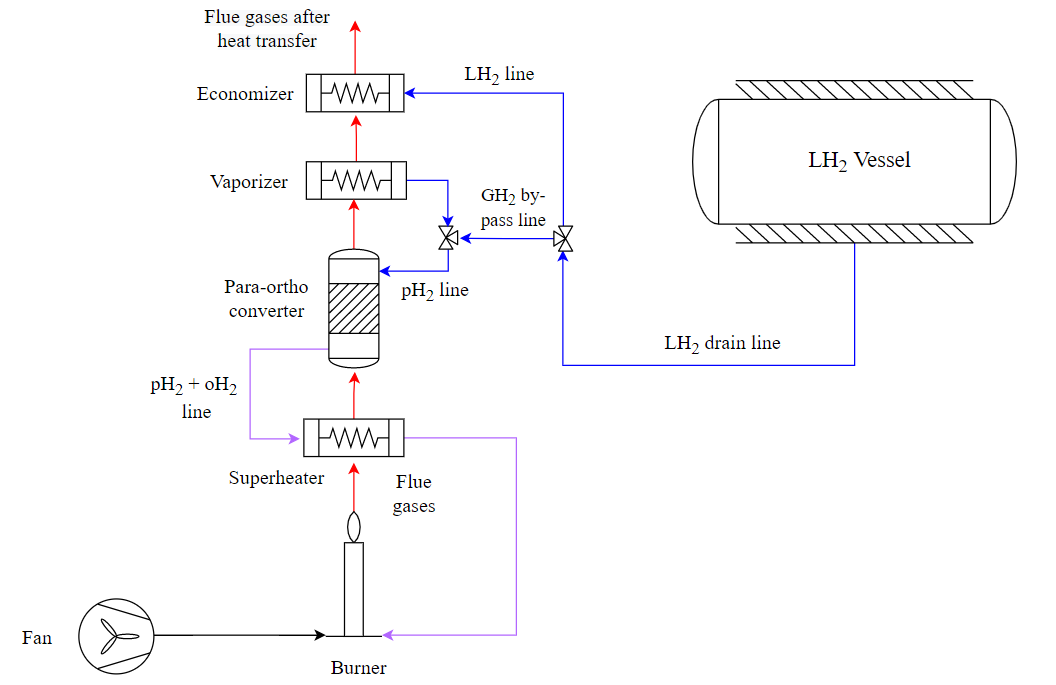 Flue gases after
heat transfer
LH₂ line
Economizer
LH₂ Vessel
Vaporizer
GH₂ by-
pass line
Para-ortho
converter
pH₂ line
LH₂ drain line
pH₂ + oH₂
line
Superheater
Flue
gases
Fan
Burner